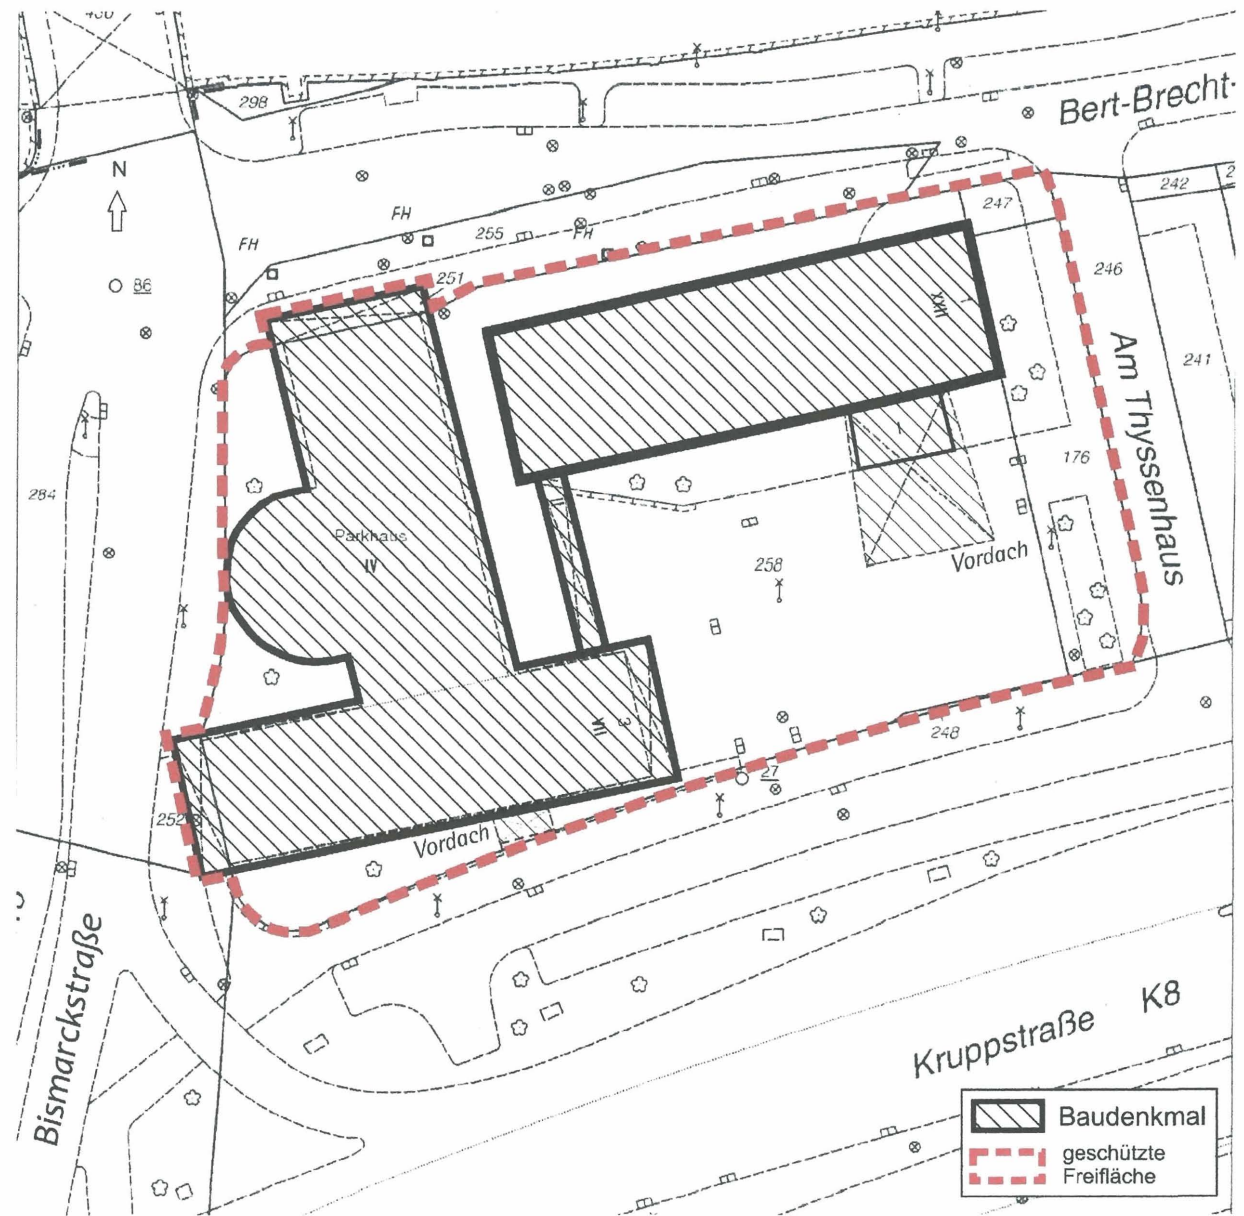 298
Bert-Brecht-
N
242
247
FH
255
FH
FH
251
246
86
XXII
241
Am Thyssenhaus
I
176
284
Parkhaus
IV
258
Vordach
3
VII
248
27
252
Vordach
Bismarckstraße
K8
Kruppstraße
Baudenkmal
geschützte
Freifläche